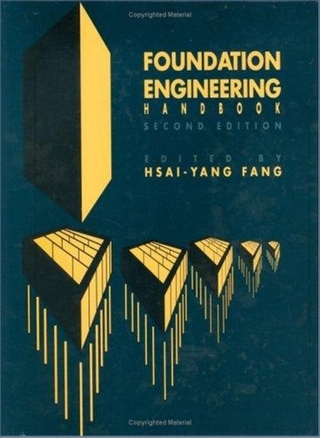 Copyrighted Material
FOUNDATION
ENGINEERING
HANDBOOK
SECOND EDITION
EDITED BY
HSAI-YANG FANG
Copyrighted Material